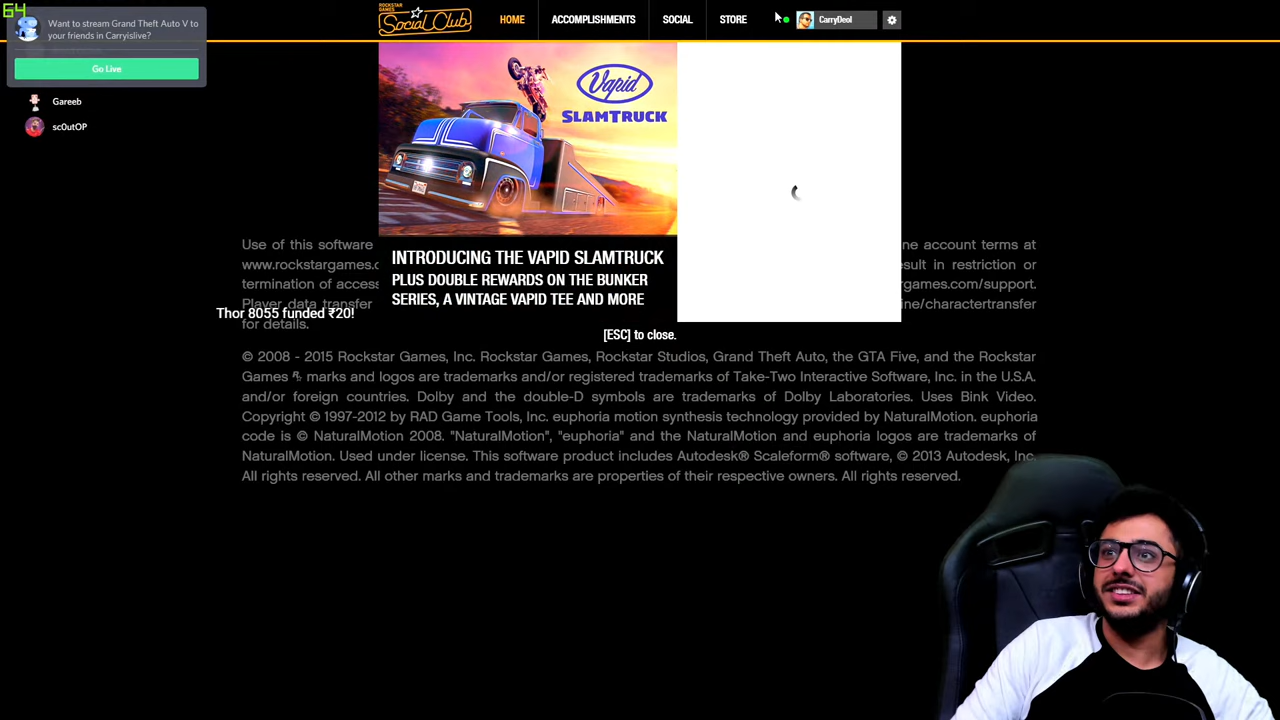 64
Want to stream Grand Theft Auto V to
your friends in Carryislive?
Go Live
Gareeb
sc0utOP
ROCKSTAR
GAMES
Social Club
HOME
ACCOMPLISHMENTS
SOCIAL
STORE
CarryDeol
Vapid
SLAMTRUCK
INTRODUCING THE VAPID SLAMTRUCK
PLUS DOUBLE REWARDS ON THE BUNKER
SERIES, A VINTAGE VAPID TEE AND MORE
[ESC] to close.
Use of this software
ne account terms at
www.rockstargames.c
esult in restriction or
termination of access
rgames.com/support.
Player data transfer
ine/charactertransfer
for details.
Thor 8055 funded ₹20!
© 2008 - 2015 Rockstar Games, Inc. Rockstar Games, Rockstar Studios, Grand Theft Auto, the GTA Five, and the Rockstar
Games marks and logos are trademarks and/or registered trademarks of Take-Two Interactive Software, Inc. in the U.S.A.
and/or foreign countries. Dolby and the double-D symbols are trademarks of Dolby Laboratories. Uses Bink Video.
Copyright © 1997-2012 by RAD Game Tools, Inc. euphoria motion synthesis technology provided by NaturalMotion. euphoria
code is © NaturalMotion 2008. "NaturalMotion", "euphoria" and the NaturalMotion and euphoria logos are trademarks of
NaturalMotion. Used under license. This software product includes Autodesk® Scaleform® software, © 2013 Autodesk, Inc.
All rights reserved. All other marks and trademarks are properties of their respective owners. All rights reserved.